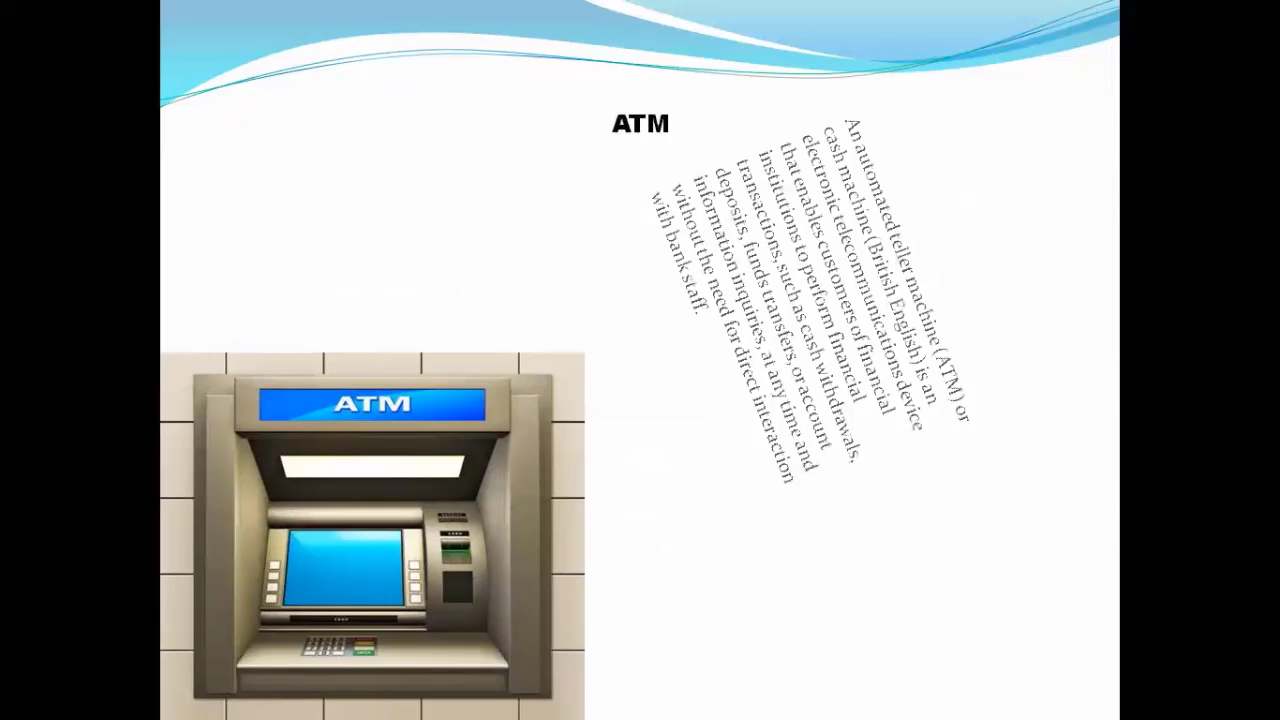 ATM
An automated teller machine (ATM) or
cash machine (British English) is an
electronic telecommunications device
that enables customers of financial
institutions to perform financial
transactions, such as cash withdrawals,
deposits, funds transfers, or account
information inquiries, at any time and
without the need for direct interaction
with bank staff.
ATM
CASH
CASH